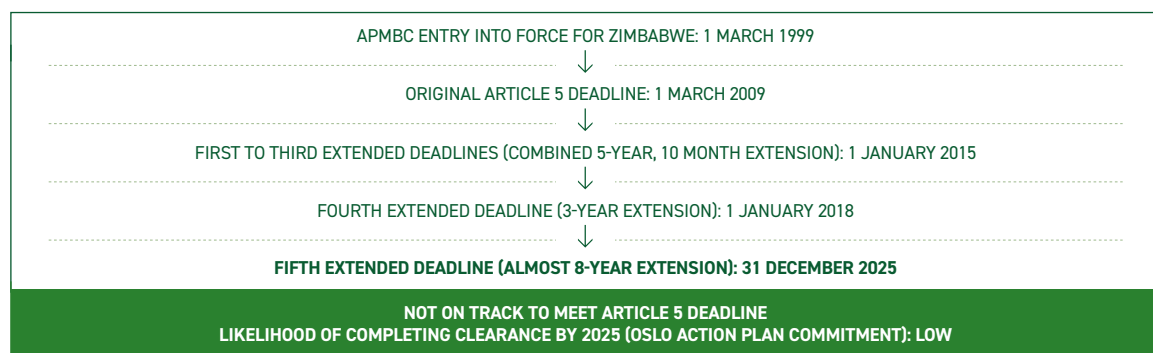 APMBC ENTRY INTO FORCE FOR ZIMBABWE: 1 MARCH 1999
ORIGINAL ARTICLE 5 DEADLINE: 1 MARCH 2009
FIRST TO THIRD EXTENDED DEADLINES (COMBINED 5-YEAR, 10 MONTH EXTENSION): 1 JANUARY 2015
FOURTH EXTENDED DEADLINE (3-YEAR EXTENSION): 1 JANUARY 2018
FIFTH EXTENDED DEADLINE (ALMOST 8-YEAR EXTENSION): 31 DECEMBER 2025
NOT ON TRACK TO MEET ARTICLE 5 DEADLINE
LIKELIHOOD OF COMPLETING CLEARANCE BY 2025 (OSLO ACTION PLAN COMMITMENT): LOW